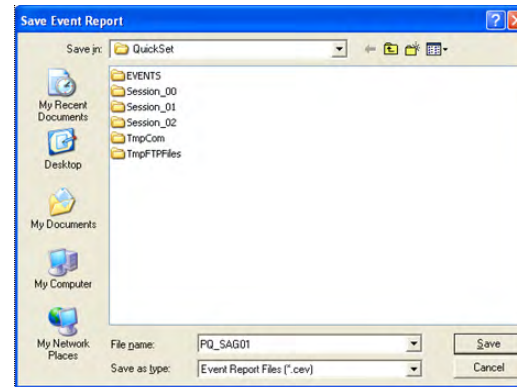 Save Event Report
Save in: QuickSet
EVENTS
Session_00
Session_01
Session_02
TmpCom
TmpFTPFiles
My Recent
Documents
Desktop
My Documents
My Computer
My Network
Places
File name: PQ_SAG01 Save
Save as type: Event Report Files (*.cev) Cancel